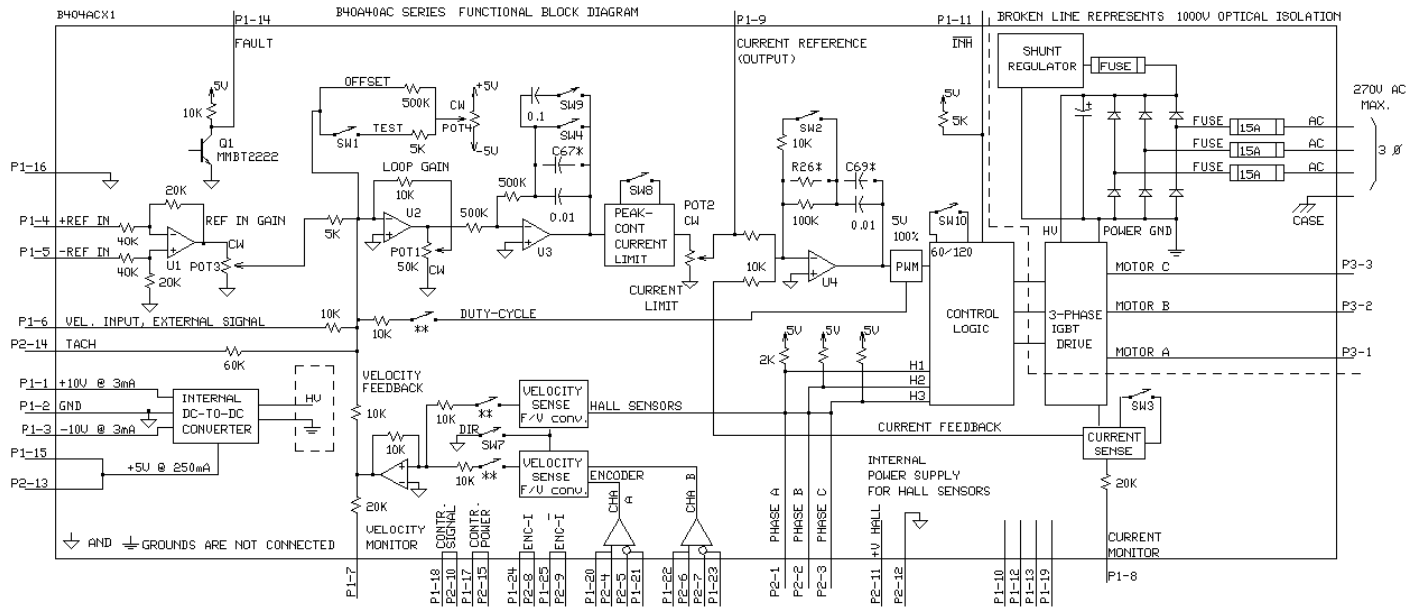 B404ACX1
P1-14
B40A40AC SERIES FUNCTIONAL BLOCK DIAGRAM
P1-9
P1-11
BROKEN LINE REPRESENTS 1000V OPTICAL ISOLATION
FAULT
CURRENT REFERENCE
(OUTPUT)
INH
SHUNT
REGULATOR
FUSE
5V
10K
Q1
MMBT2222
OFFSET
500K
CW
POT4
+5V
-5V
SW1
TEST
5K
0.1
SW9
SW4
C67*
0.01
SW2
10K
R26*
100K
C69*
0.01
5V
5K
270V AC
MAX.
3 Ø
FUSE
15A
AC
FUSE
15A
AC
FUSE
15A
AC
CASE
P1-16
P1-4
+REF IN
P1-5
-REF IN
40K
40K
20K
20K
U1
REF IN GAIN
CW
POT3
5K
LOOP GAIN
10K
U2
POT1
50K
CW
500K
500K
U3
SW8
PEAK-
CONT
CURRENT
LIMIT
POT2
CW
CURRENT
LIMIT
10K
U4
5V
100%
PWM
SW10
60/120
CONTROL
LOGIC
HV
POWER GND
3-PHASE
IGBT
DRIVE
MOTOR C
P3-3
MOTOR B
P3-2
MOTOR A
P3-1
P1-6
VEL. INPUT, EXTERNAL SIGNAL
10K
10K
**
DUTY-CYCLE
P2-14
TACH
60K
5V
5V
5V
2K
H1
H2
H3
P1-1
+10V @ 3mA
P1-2
GND
P1-3
-10V @ 3mA
P1-15
P2-13
+5V @ 250mA
INTERNAL
DC-TO-DC
CONVERTER
HV
VELOCITY
FEEDBACK
10K
10K
10K
**
DIR
SW7
10K
**
VELOCITY
SENSE
F/V conv.
HALL SENSORS
VELOCITY
SENSE
F/V conv.
ENCODER
CHA A
CHA B
CURRENT FEEDBACK
SW3
CURRENT
SENSE
20K
INTERNAL
POWER SUPPLY
FOR HALL SENSORS
20K
VELOCITY
MONITOR
CONTR.
SIGNAL
CONTR.
POWER
ENC-I
ENC-I
PHASE A
PHASE B
PHASE C
+V HALL
CURRENT
MONITOR
AND
GROUNDS ARE NOT CONNECTED
P1-7
P1-18
P2-10
P1-17
P2-15
P1-24
P2-8
P1-25
P2-9
P1-20
P2-4
P2-5
P1-21
P1-22
P2-6
P2-7
P1-23
P2-1
P2-2
P2-3
P2-11
P2-12
P1-10
P1-12
P1-13
P1-19
P1-8